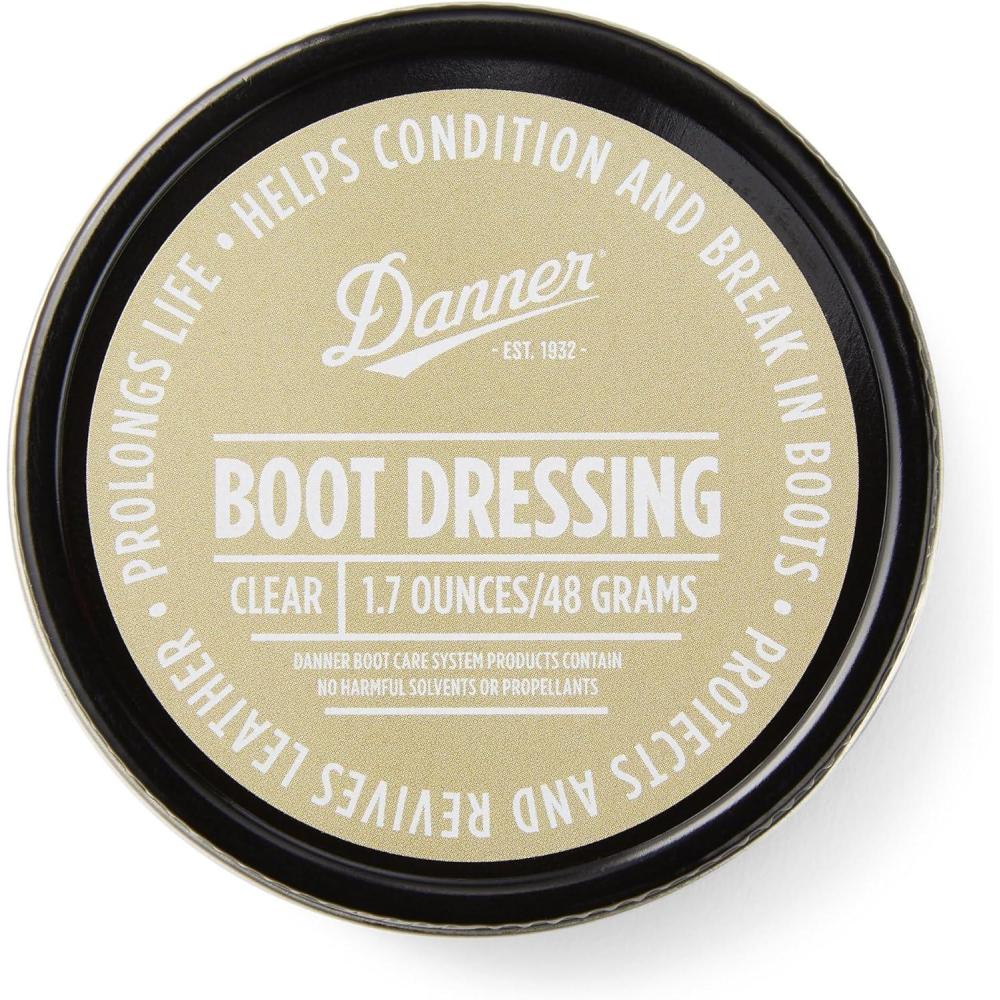 • HELPS CONDITION AND BREAK IN BOTS • PROTECTS AND REVIVES LEATHER • PROLONGS LIFE
Danner®
- EST. 1932 -
BOOT DRESSING
CLEAR | 1.7 OUNCES/48 GRAMS
DANNER BOOT CARE SYSTEM PRODUCTS CONTAIN
NO HARMFUL SOLVENTS OR PROPELLANTS